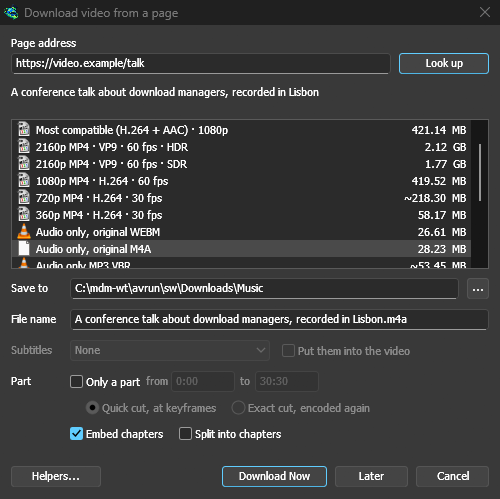 Download video from a page
Page address
https://video.example/talk
Look up
A conference talk about download managers, recorded in Lisbon
Most compatible (H.264 + AAC) · 1080p 421.14 MB
2160p MP4 · VP9 · 60 fps · HDR 2.12 GB
2160p MP4 · VP9 · 60 fps · SDR 1.77 GB
1080p MP4 · H.264 · 60 fps 419.52 MB
720p MP4 · H.264 · 30 fps ~218.30 MB
360p MP4 · H.264 · 30 fps 58.17 MB
Audio only, original WEBM 26.61 MB
Audio only, original M4A 28.23 MB
Audio only MP3 VBR ~53.45 MB
Save to C:\mdm-wt\avrun\sw\Downloads\Music ...
File name A conference talk about download managers, recorded in Lisbon.m4a
Subtitles None Put them into the video
Part Only a part from 0:00 to 30:30
Quick cut, at keyframes Exact cut, encoded again
Embed chapters Split into chapters
Helpers... Download Now Later Cancel